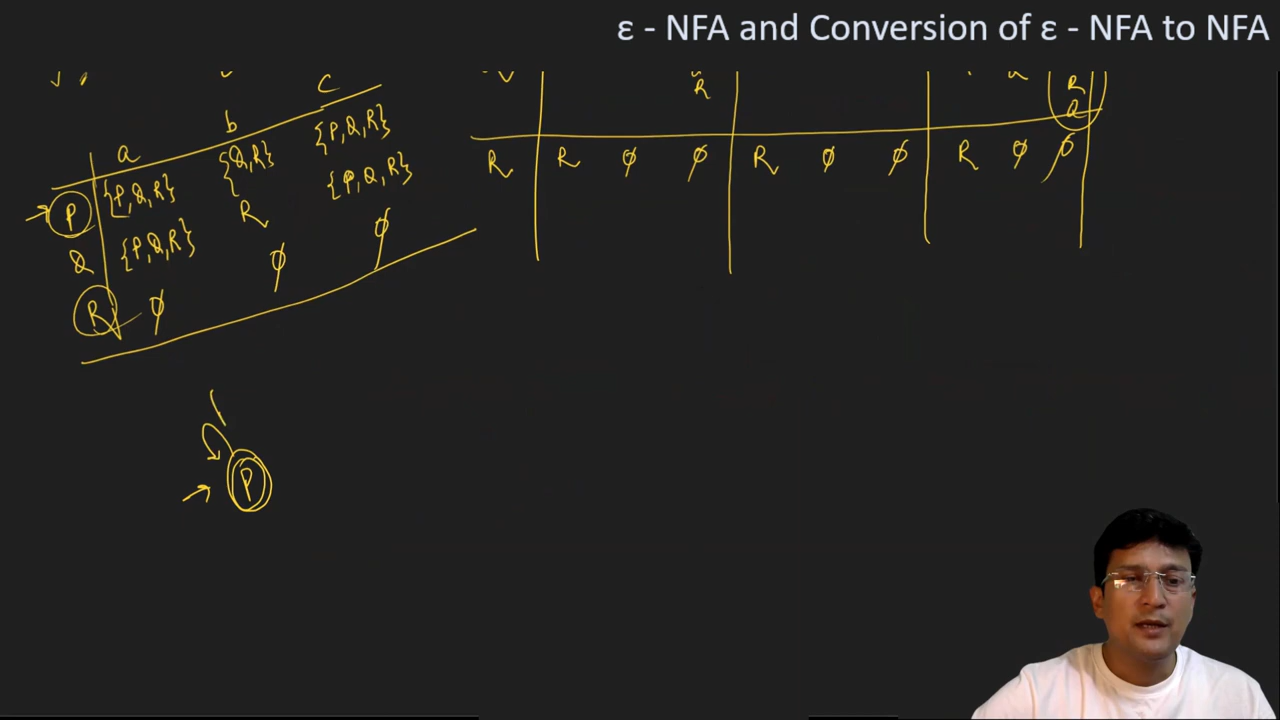 ε - NFA and Conversion of ε - NFA to NFA
a b c
P {P,Q,R} {Q,R} {P,Q,R}
Q {P,Q,R} R {P,Q,R}
R ϕ ϕ ϕ
R R
Q
R R ϕ ϕ R ϕ ϕ R ϕ ϕ
P